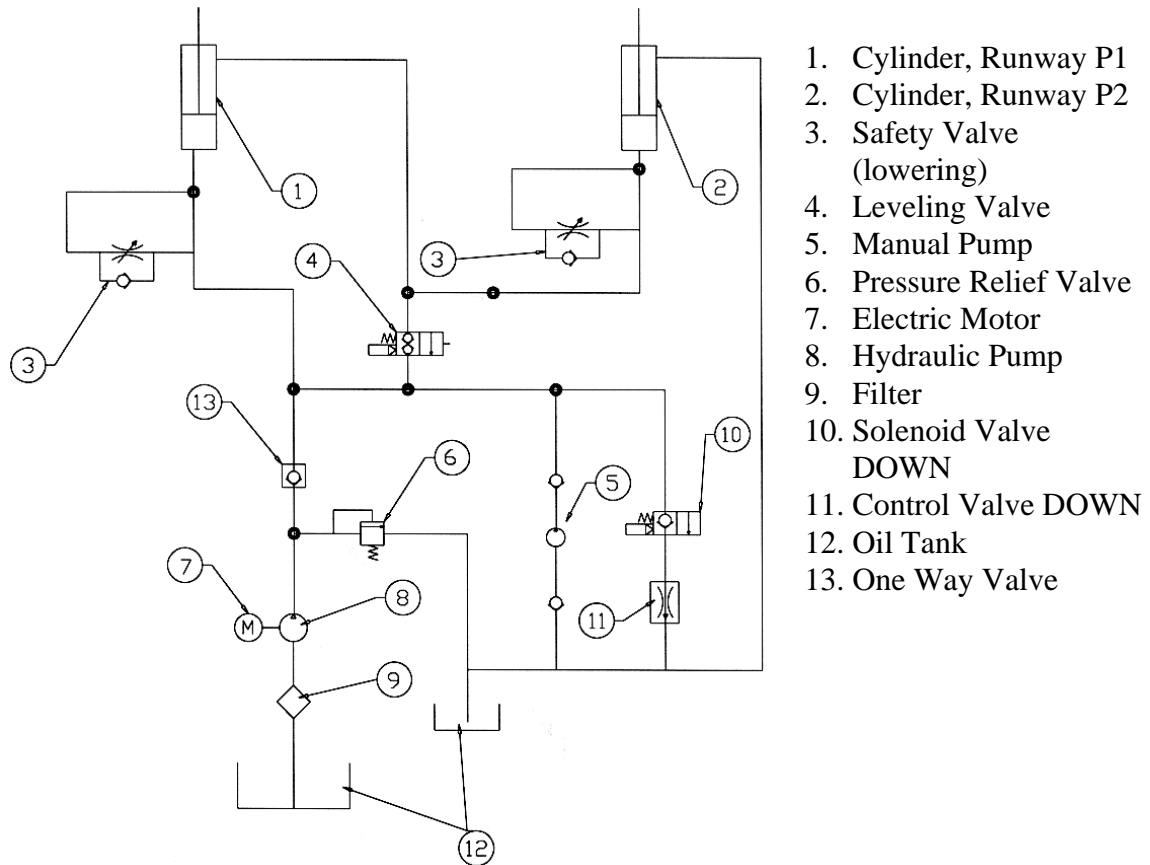 1. Cylinder, Runway P1
2. Cylinder, Runway P2
3. Safety Valve
(lowering)
4. Leveling Valve
5. Manual Pump
6. Pressure Relief Valve
7. Electric Motor
8. Hydraulic Pump
9. Filter
10. Solenoid Valve
DOWN
11. Control Valve DOWN
12. Oil Tank
13. One Way Valve
1
2
3
4
3
13
6
10
5
7
M
8
11
9
12